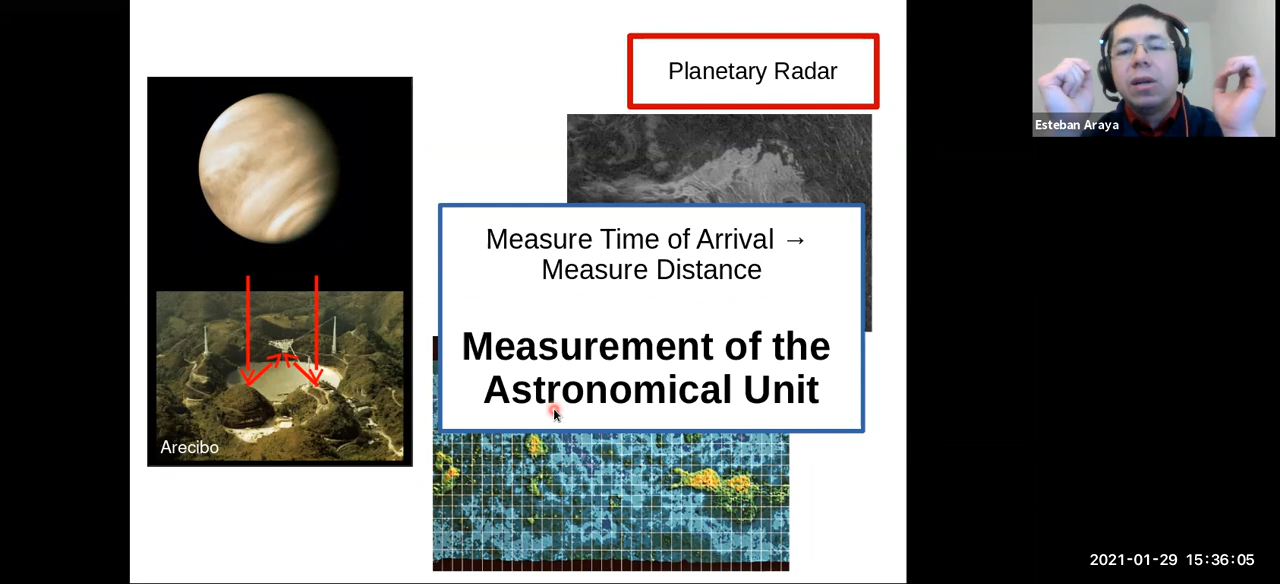 Planetary Radar
Esteban Araya
Measure Time of Arrival →
Measure Distance
Measurement of the
Astronomical Unit
Arecibo
2021-01-29 15:36:05